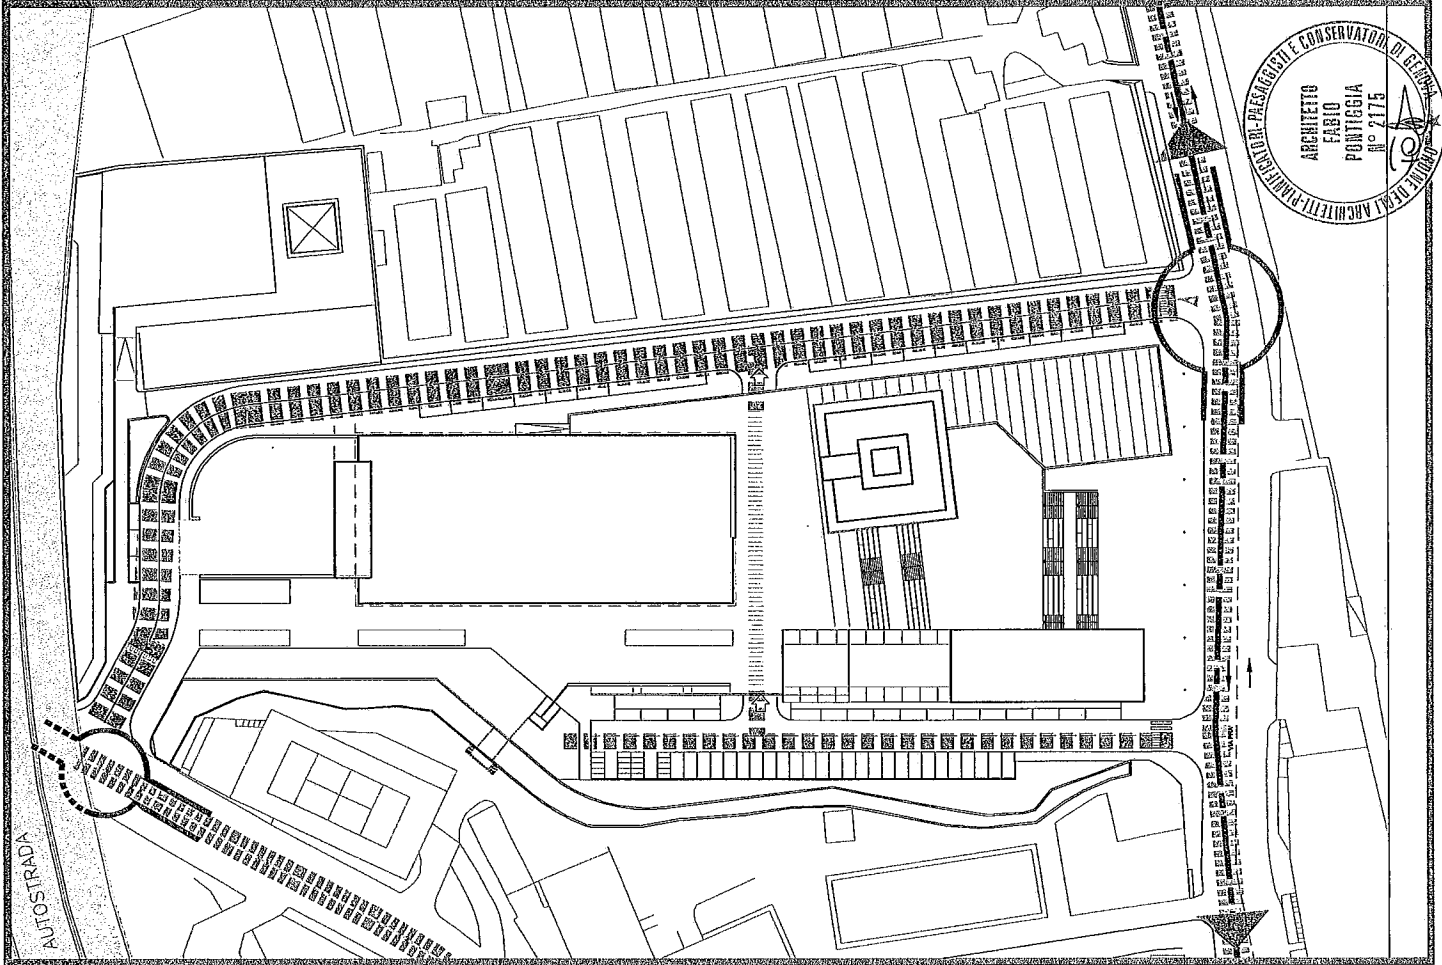 ORDINE DEGLI ARCHITETTI-PIANIFICATORI-PAESAGGISTI E CONSERVATORI DI GENOVA
ARCHITETTO
FABIO
PONTIGGIA
N° 2175
AUTOSTRADA